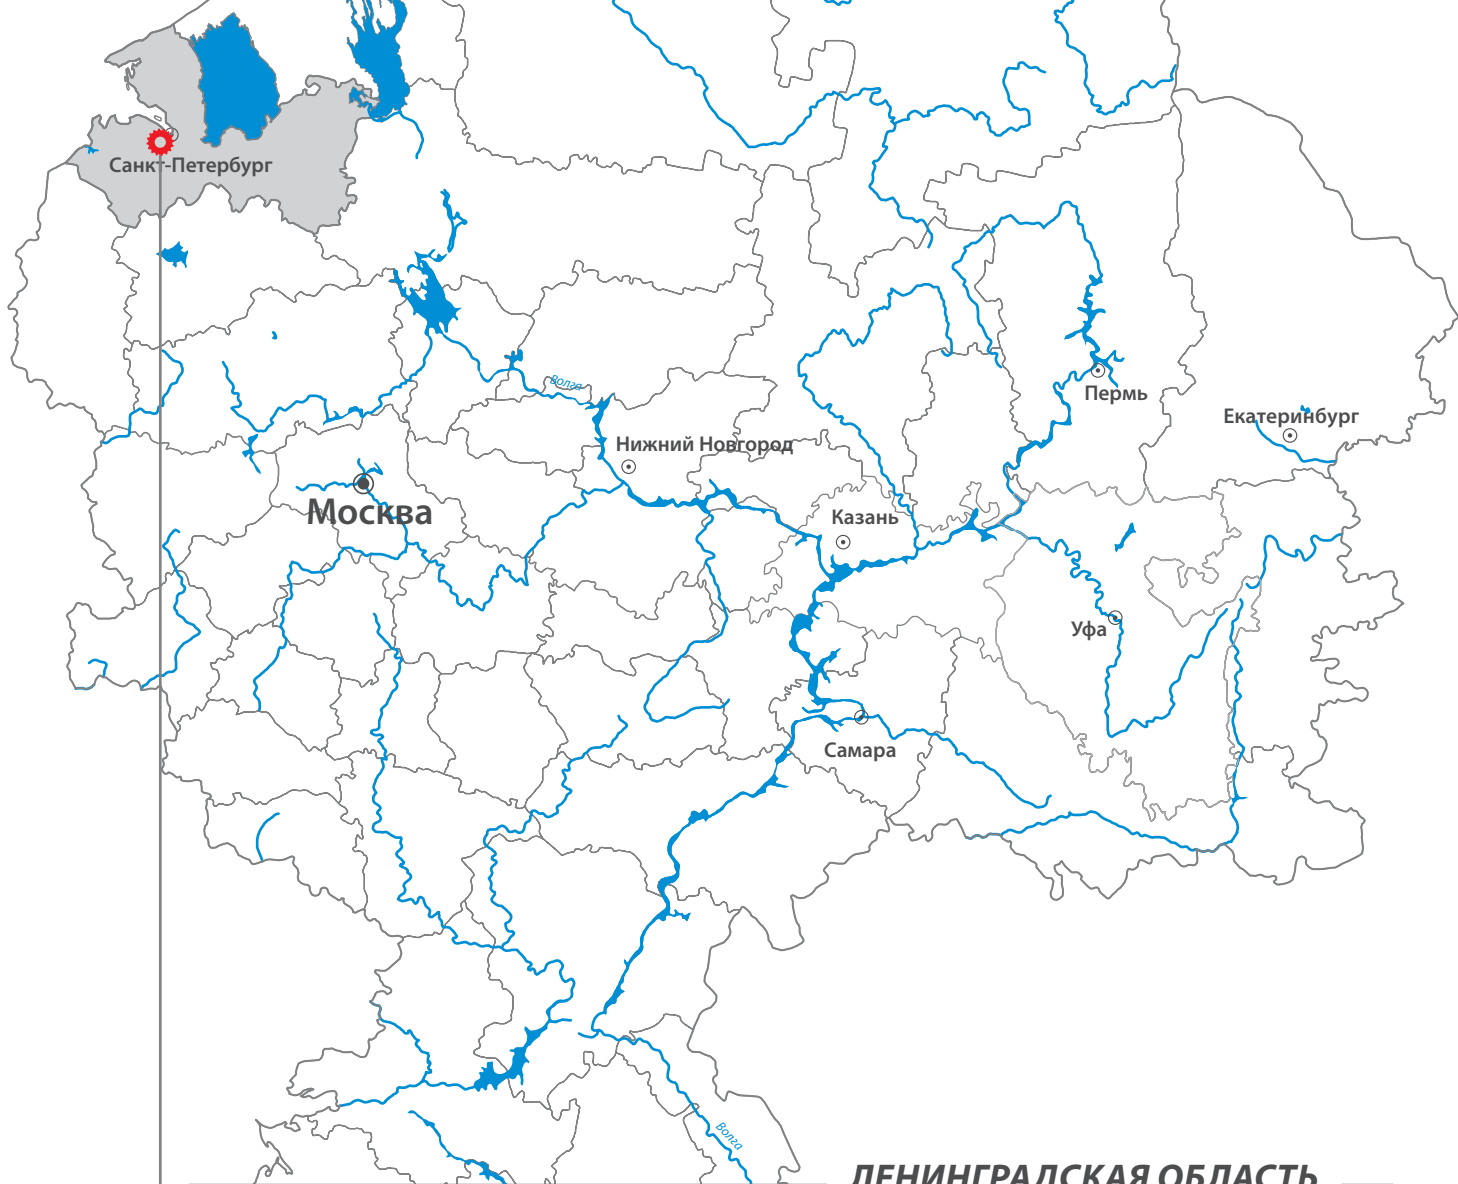 Санкт-Петербург
Волга
Пермь
Екатеринбург
Нижний Новгород
Москва
Казань
Уфа
Самара
Волга
ЛЕНИНГРАДСКАЯ ОБЛАСТЬ